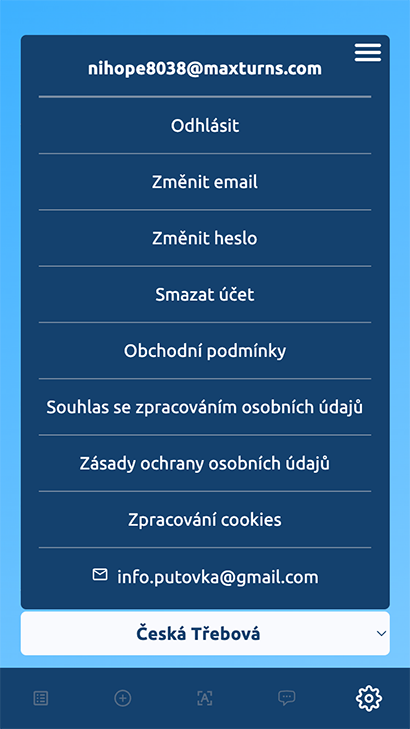 nihope8038@maxturns.com
Odhlásit
Změnit email
Změnit heslo
Smazat účet
Obchodní podmínky
Souhlas se zpracováním osobních údajů
Zásady ochrany osobních údajů
Zpracování cookies
info.putovka@gmail.com
Česká Třebová
A